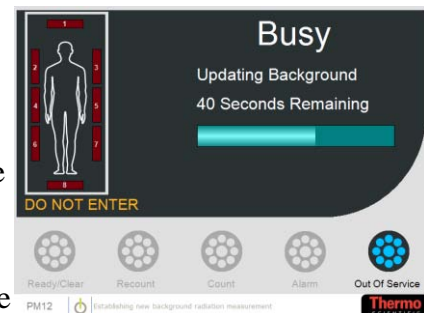 1
2 3
4 5
6 7
8
DO NOT ENTER
Busy
Updating Background
40 Seconds Remaining
e
Ready/Clear Recount Count Alarm Out Of Service
e
PM12 Establishing new background radiation measurement
Thermo
SCIENTIFIC